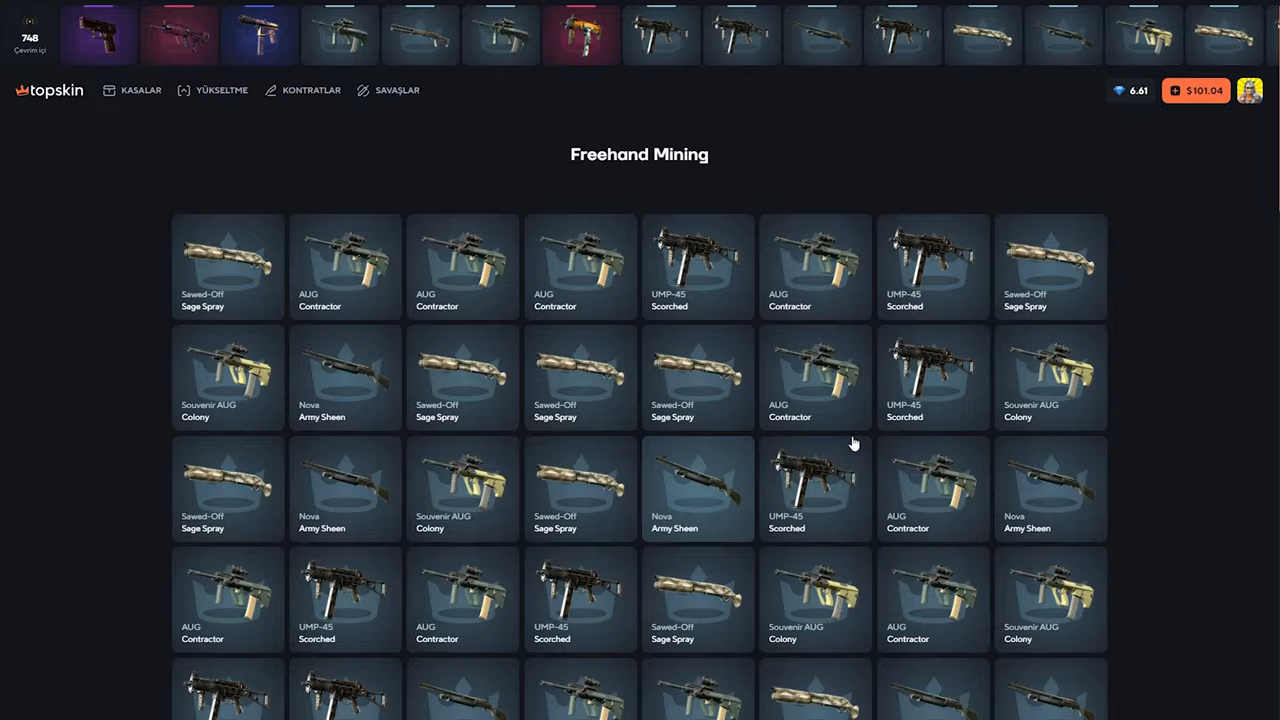 748
Çevrim içi
topskin
KASALAR
YÜKSELTME
KONTRATLAR
SAVAŞLAR
6.61
$101.04
Freehand Mining
Sawed-Off
Sage Spray
AUG
Contractor
AUG
Contractor
AUG
Contractor
UMP-45
Scorched
AUG
Contractor
UMP-45
Scorched
Sawed-Off
Sage Spray
Souvenir AUG
Colony
Nova
Army Sheen
Sawed-Off
Sage Spray
Sawed-Off
Sage Spray
Sawed-Off
Sage Spray
AUG
Contractor
UMP-45
Scorched
Souvenir AUG
Colony
Sawed-Off
Sage Spray
Nova
Army Sheen
Souvenir AUG
Colony
Sawed-Off
Sage Spray
Nova
Army Sheen
UMP-45
Scorched
AUG
Contractor
Nova
Army Sheen
AUG
Contractor
UMP-45
Scorched
AUG
Contractor
UMP-45
Scorched
Sawed-Off
Sage Spray
Souvenir AUG
Colony
AUG
Contractor
Souvenir AUG
Colony